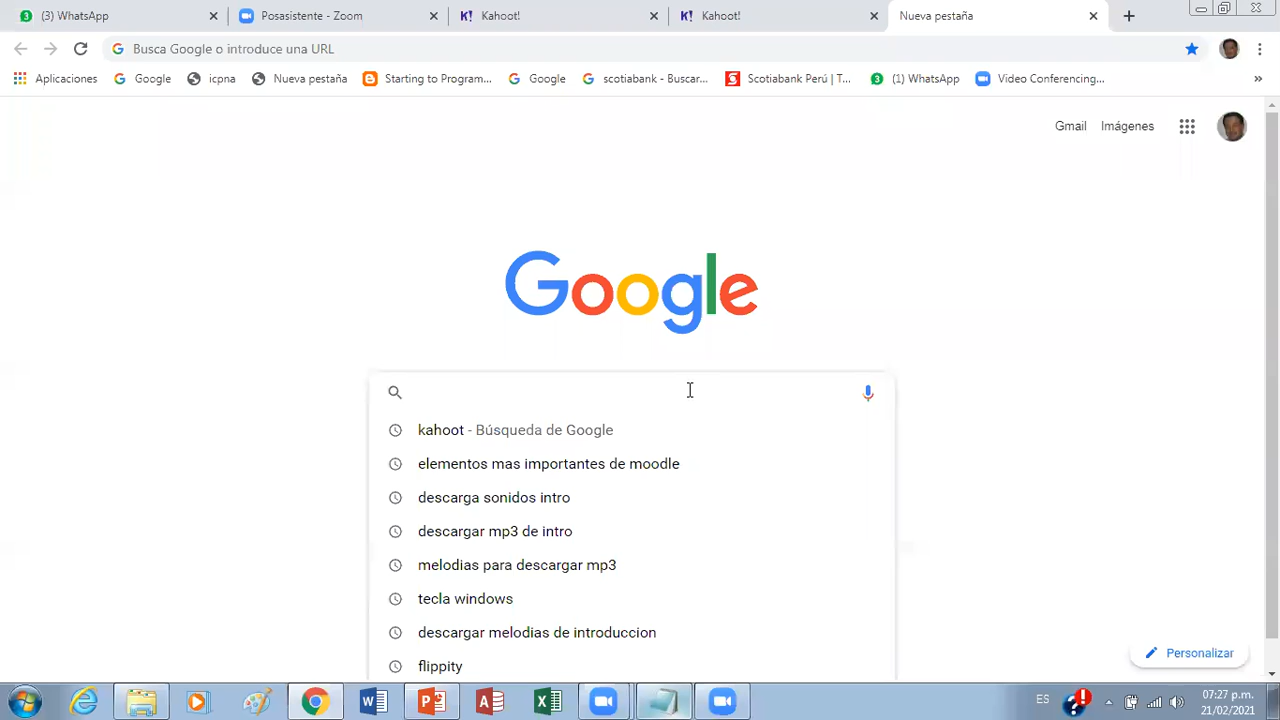 (3) WhatsApp
Posasistente - Zoom
Kahoot!
Kahoot!
Nueva pestaña
Busca Google o introduce una URL
Aplicaciones
Google
icpna
Nueva pestaña
Starting to Program...
Google
scotiabank - Buscar...
Scotiabank Perú | T...
(1) WhatsApp
Video Conferencing...
»
Gmail
Imágenes
Google
kahoot - Búsqueda de Google
elementos mas importantes de moodle
descarga sonidos intro
descargar mp3 de intro
melodias para descargar mp3
tecla windows
descargar melodias de introduccion
flippity
Personalizar
ES
07:27 p.m.
21/02/2021